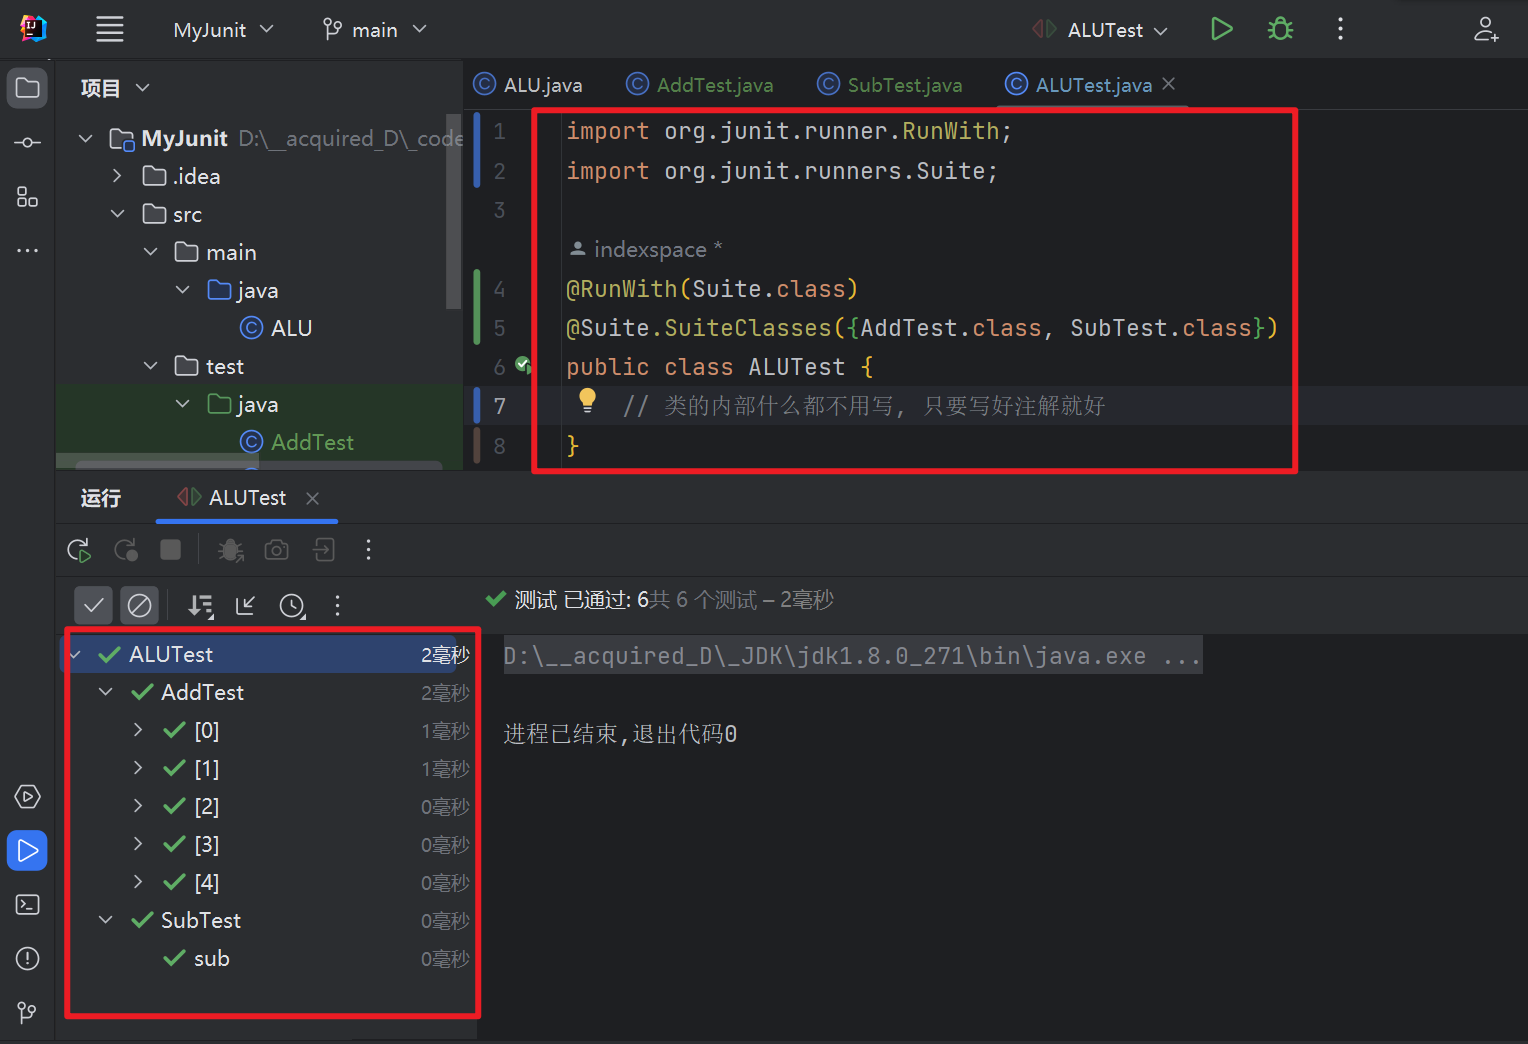 MyJunit
main
ALUTest
项目
ALU.java
AddTest.java
SubTest.java
ALUTest.java
MyJunit D:\__acquired_D\_code
.idea
src
main
java
ALU
test
java
AddTest
1 import org.junit.runner.RunWith;
2 import org.junit.runners.Suite;
3
indexspace *
4 @RunWith(Suite.class)
5 @Suite.SuiteClasses({AddTest.class, SubTest.class})
6 public class ALUTest {
7 // 类的内部什么都不用写, 只要写好注解就好
8 }
运行
ALUTest
测试 已通过: 6共 6 个测试 – 2毫秒
ALUTest 2毫秒
AddTest 2毫秒
[0] 1毫秒
[1] 1毫秒
[2] 0毫秒
[3] 0毫秒
[4] 0毫秒
SubTest 0毫秒
sub 0毫秒
D:\__acquired_D\_JDK\jdk1.8.0_271\bin\java.exe ...
进程已结束,退出代码0